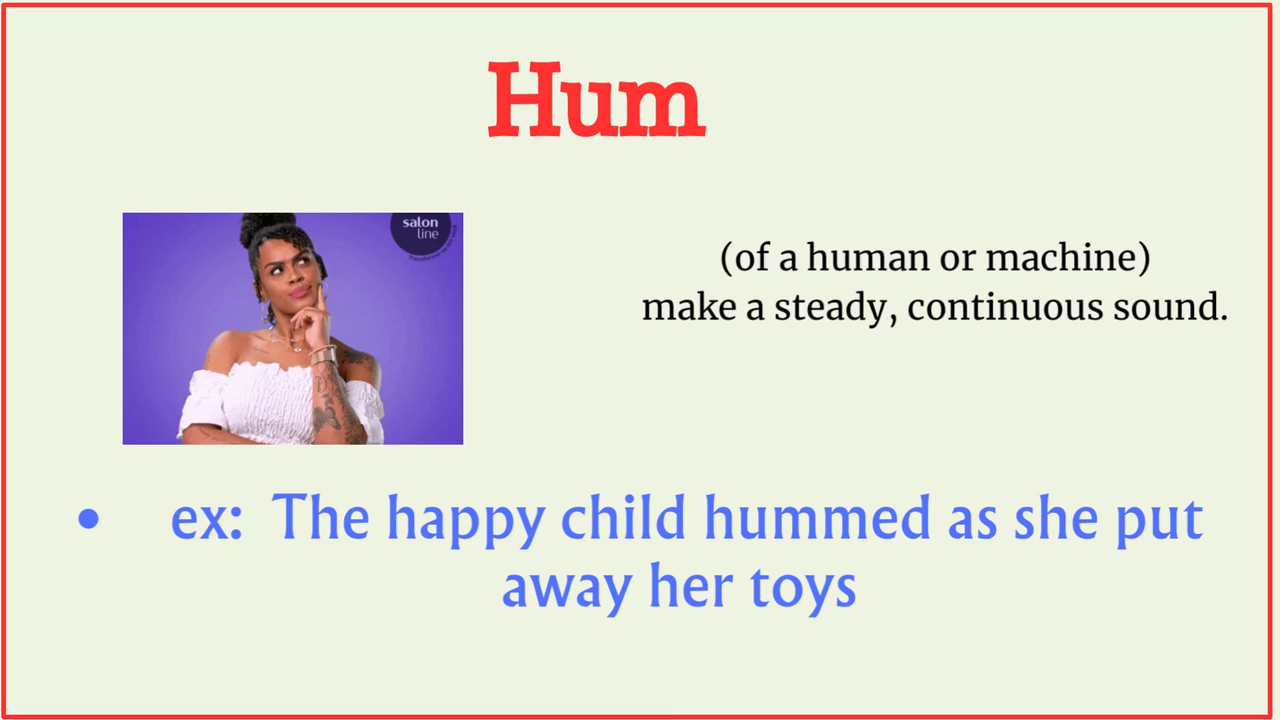 Hum
salon
line
(of a human or machine)
make a steady, continuous sound.
• ex: The happy child hummed as she put
away her toys